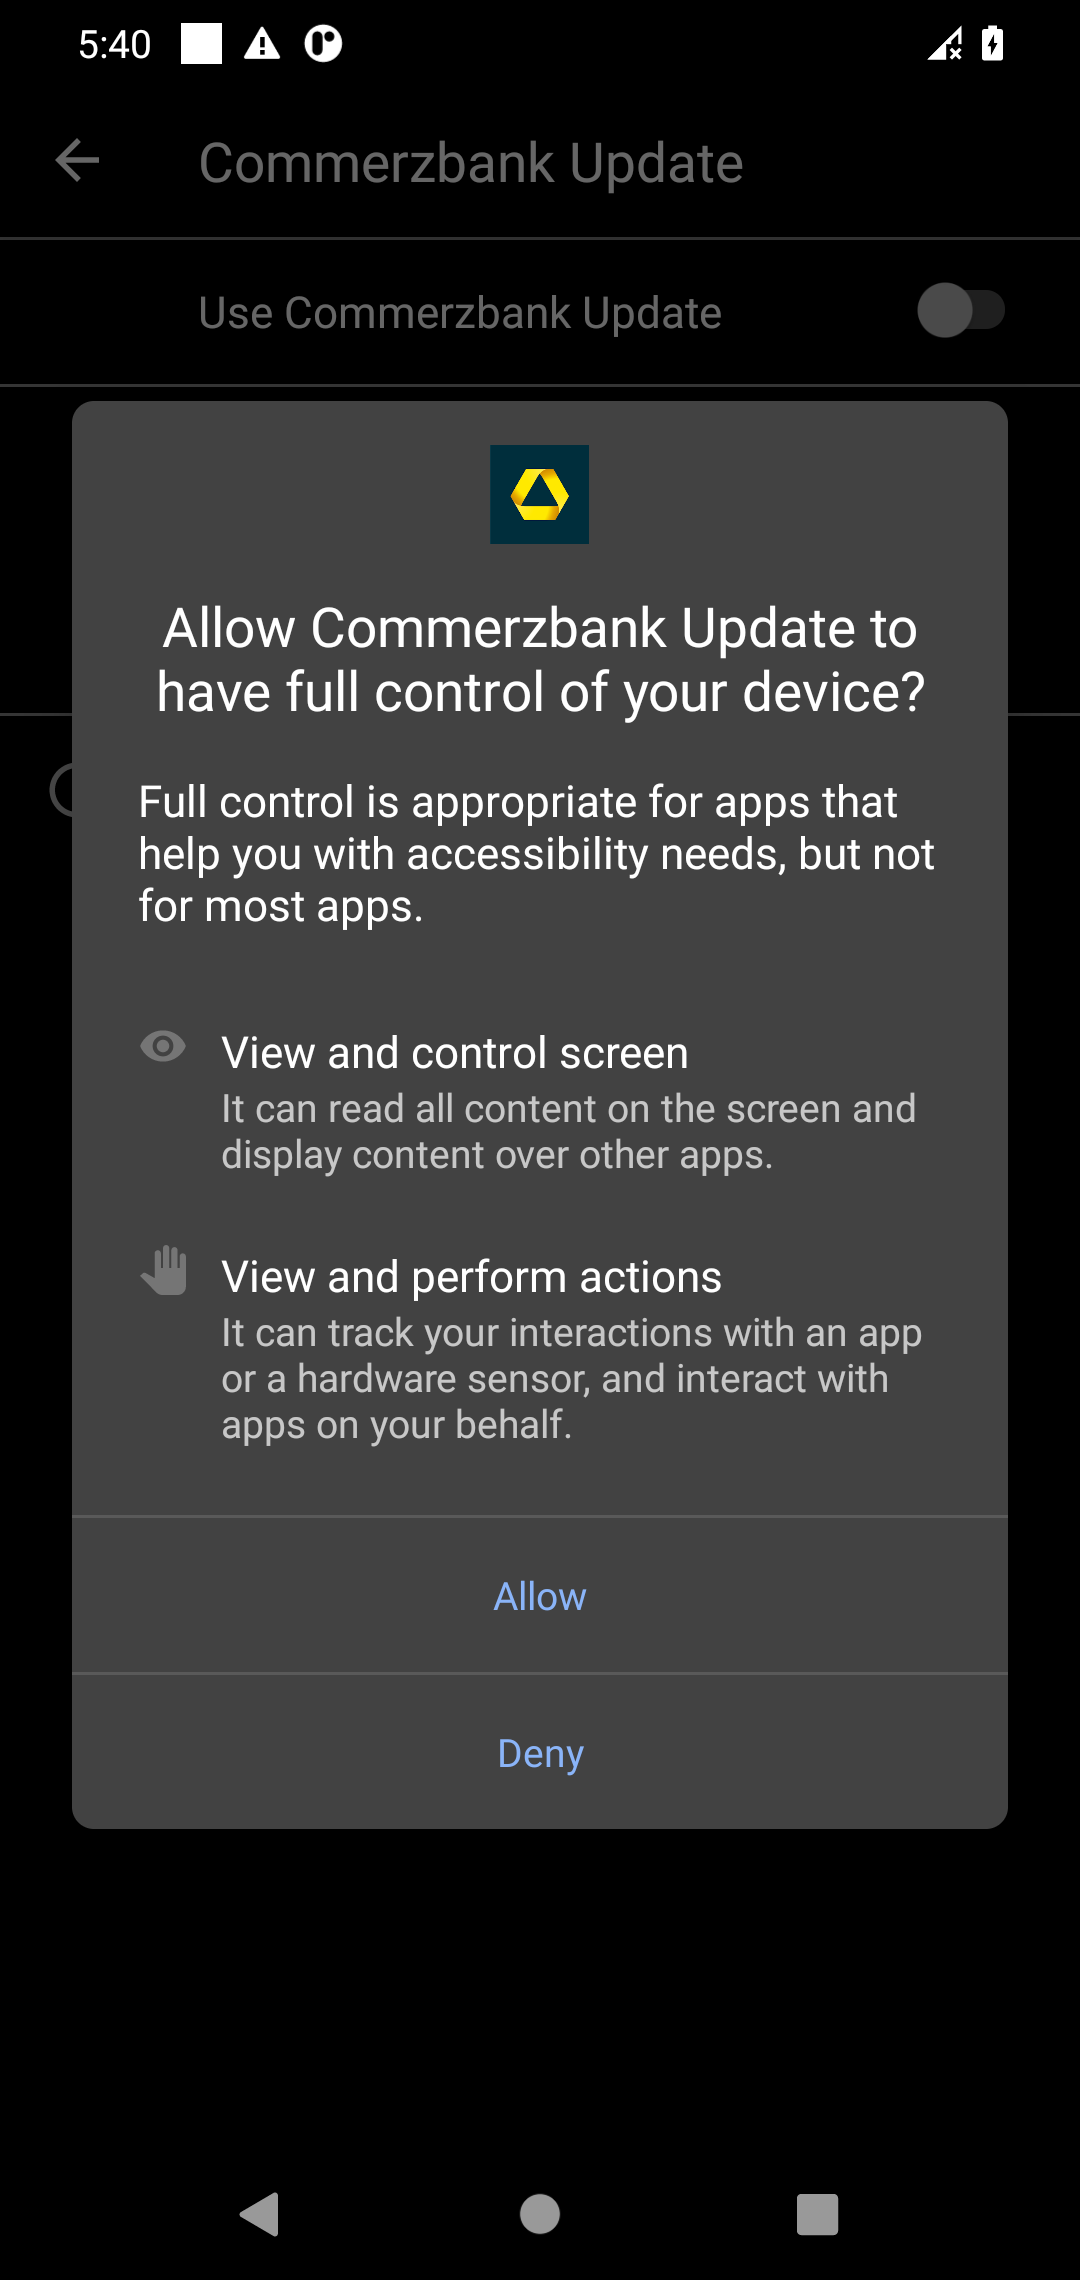 5:40
Commerzbank Update
Use Commerzbank Update
Allow Commerzbank Update to
have full control of your device?
Full control is appropriate for apps that
help you with accessibility needs, but not
for most apps.
View and control screen
It can read all content on the screen and
display content over other apps.
View and perform actions
It can track your interactions with an app
or a hardware sensor, and interact with
apps on your behalf.
Allow
Deny